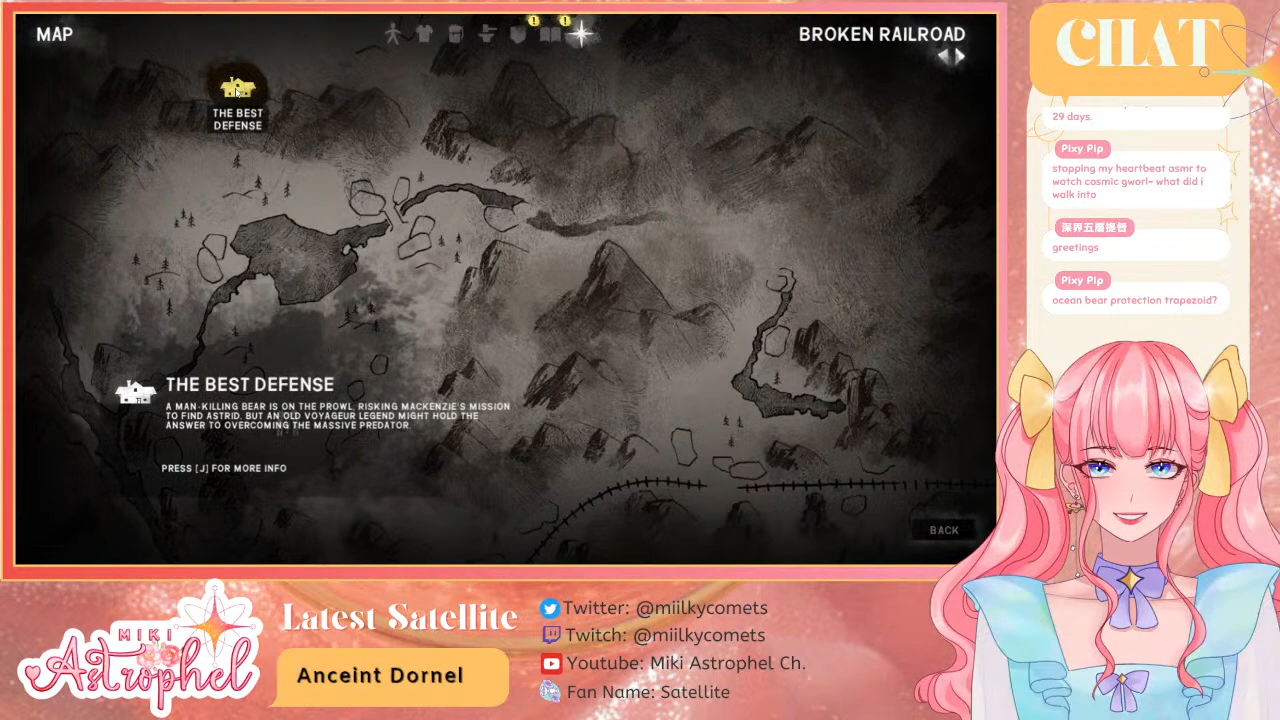 MAP
BROKEN RAILROAD
THE BEST
DEFENSE
THE BEST DEFENSE
A MAN-KILLING BEAR IS ON THE PROWL, RISKING MACKENZIE'S MISSION
TO FIND ASTRID. BUT AN OLD VOYAGEUR LEGEND MIGHT HOLD THE
ANSWER TO OVERCOMING THE MASSIVE PREDATOR.
PRESS [J] FOR MORE INFO
BACK
CHAT
29 days.
Pixy Pip
stopping my heartbeat asmr to
watch cosmic gworl~ what did i
walk into
深界五層提督
greetings
Pixy Pip
ocean bear protection trapezoid?
MIKI
Astrophel
Latest Satellite
Anceint Dornel
Twitter: @miilkycomets
Twitch: @miilkycomets
Youtube: Miki Astrophel Ch.
Fan Name: Satellite